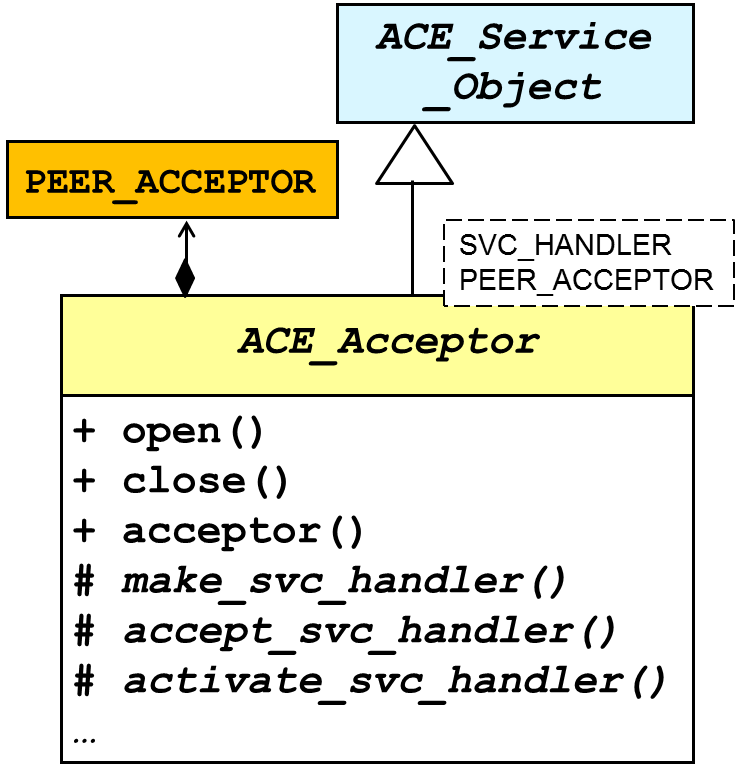 ACE_Service
_Object
PEER_ACCEPTOR
SVC_HANDLER
PEER_ACCEPTOR
ACE_Acceptor
+ open()
+ close()
+ acceptor()
# make_svc_handler()
# accept_svc_handler()
# activate_svc_handler()
…